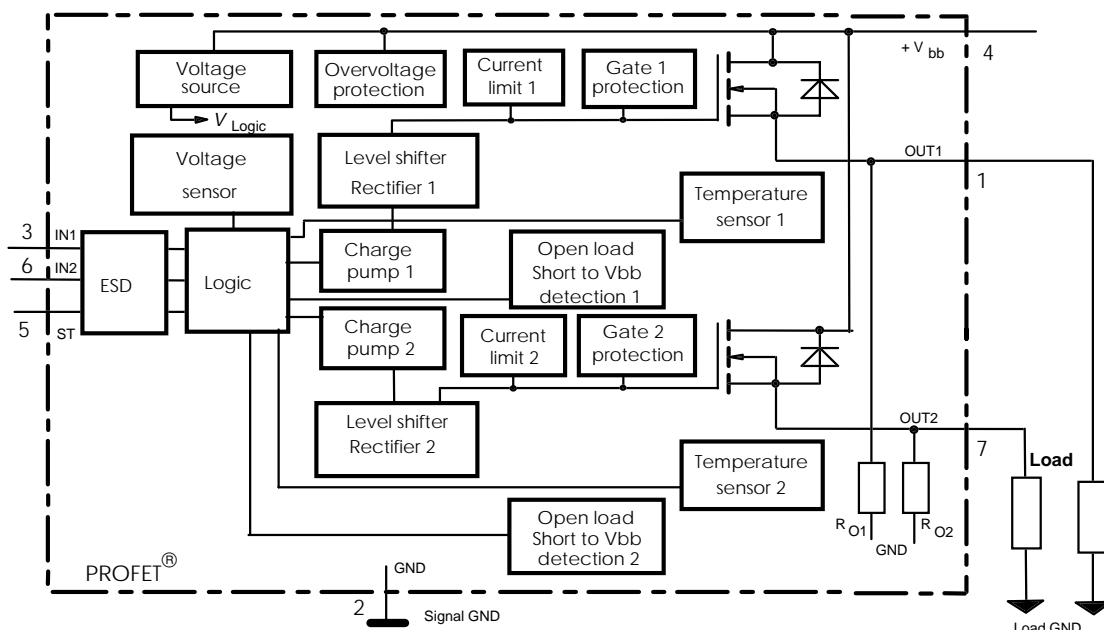 + V bb
4
Voltage
source
Overvoltage
protection
Current
limit 1
Gate 1
protection
V Logic
Voltage
sensor
Level shifter
Rectifier 1
OUT1
1
Temperature
sensor 1
3
IN1
6
IN2
5
ST
ESD
Logic
Charge
pump 1
Open load
Short to Vbb
detection 1
Charge
pump 2
Current
limit 2
Gate 2
protection
Level shifter
Rectifier 2
OUT2
7
Load
Temperature
sensor 2
R O1
GND
R O2
Open load
Short to Vbb
detection 2
PROFET®
GND
2
Signal GND
Load GND